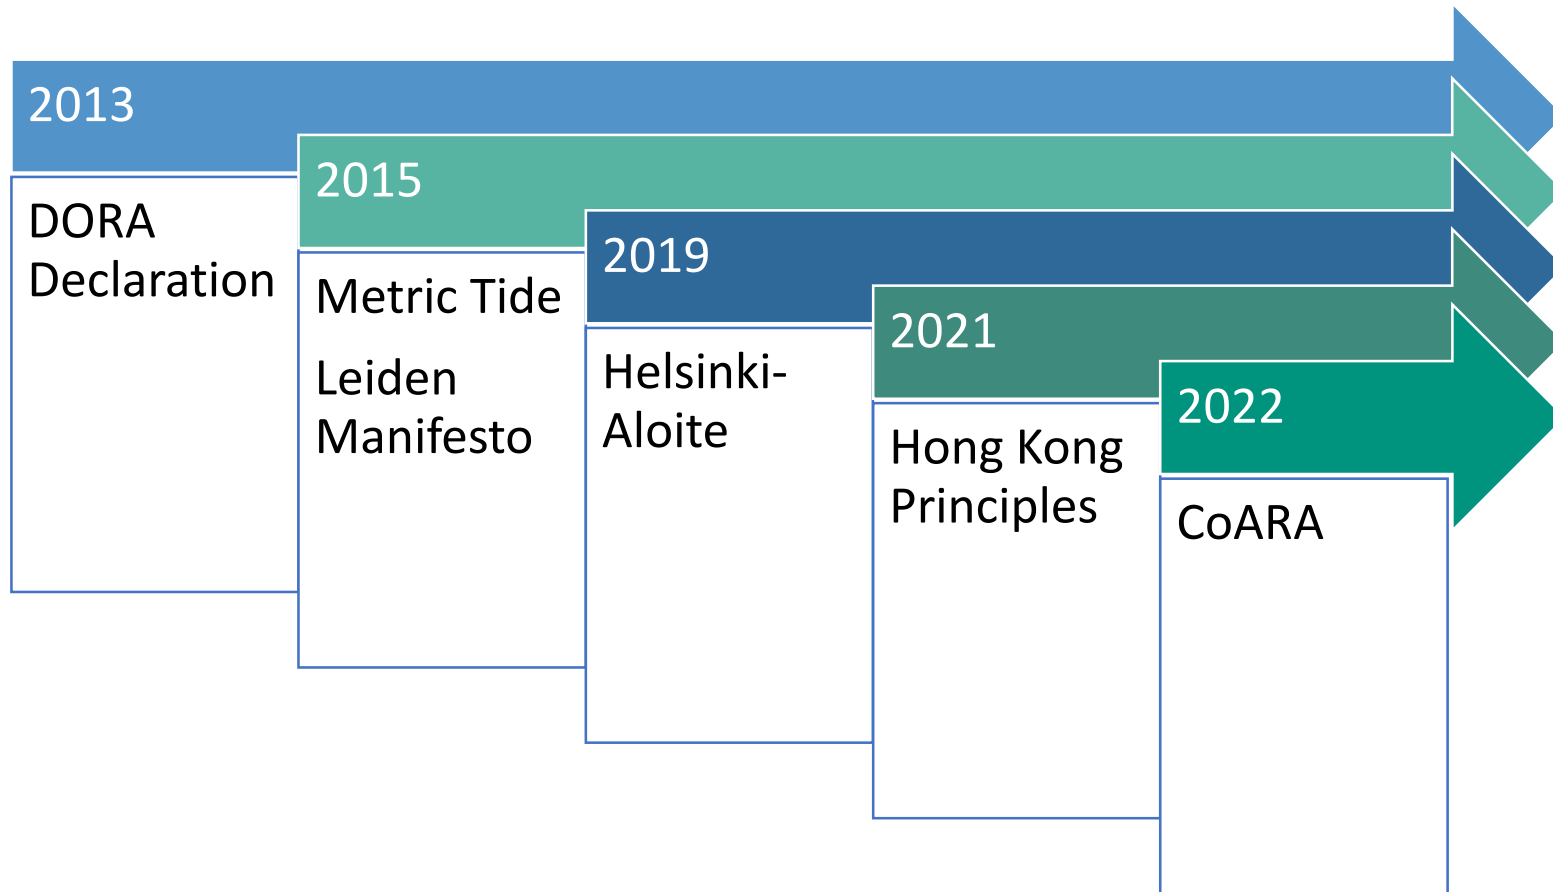 2013
DORA
Declaration
2015
Metric Tide
Leiden
Manifesto
2019
Helsinki-
Aloite
2021
Hong Kong
Principles
2022
CoARA